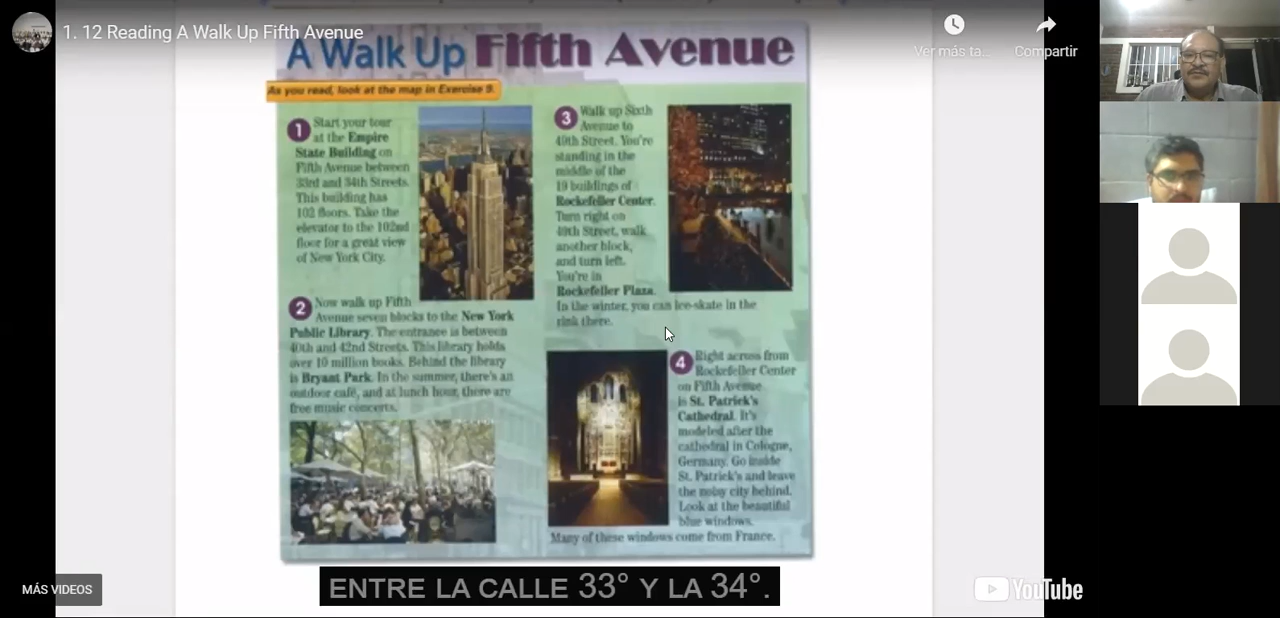 1. 12 Reading A Walk Up Fifth Avenue
Ver más ta...
Compartir
A Walk Up Fifth Avenue
As you read, look at the map in Exercise 9.
1 Start your tour
at the Empire
State Building on
Fifth Avenue between
33rd and 34th Streets.
This building has
102 floors. Take the
elevator to the 102nd
floor for a great view
of New York City.
2 Now walk up Fifth
Avenue seven blocks to the New York
Public Library. The entrance is between
40th and 42nd Streets. This library holds
over 10 million books. Behind the library
is Bryant Park. In the summer, there's an
outdoor café, and at lunch hour, there are
free music concerts.
3 Walk up Sixth
Avenue to
49th Street. You're
standing in the
middle of the
19 buildings of
Rockefeller Center.
Turn right on
49th Street, walk
another block,
and turn left.
You're in
Rockefeller Plaza.
In the winter, you can ice-skate in the
rink there.
4 Right across from
Rockefeller Center
on Fifth Avenue
is St. Patrick's
Cathedral. It's
modeled after the
cathedral in Cologne,
Germany. Go inside
St. Patrick's and leave
the noisy city behind.
Look at the beautiful
blue windows.
Many of these windows come from France.
ENTRE LA CALLE 33° Y LA 34°.
MÁS VIDEOS
YouTube